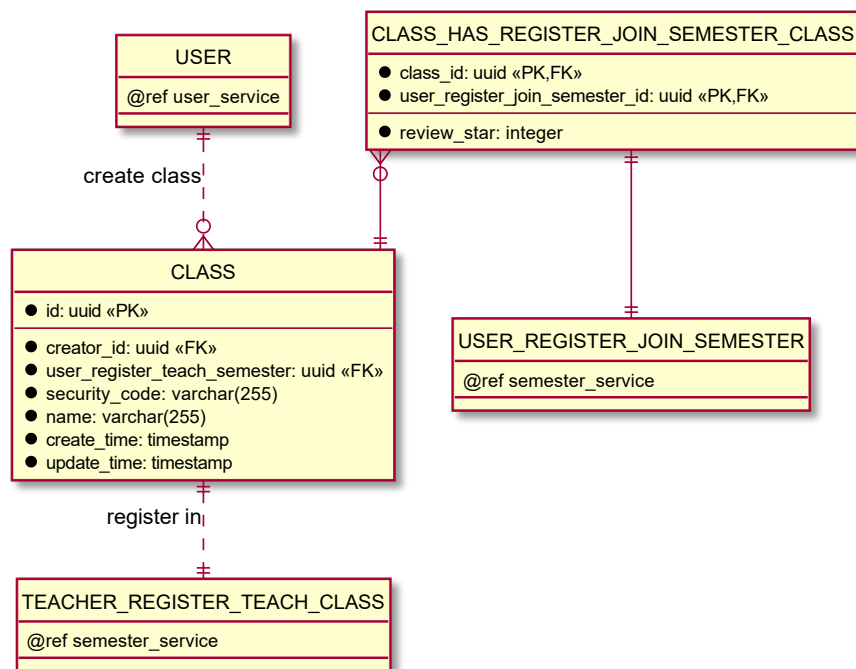 USER
@ref user_service
CLASS_HAS_REGISTER_JOIN_SEMESTER_CLASS
class_id: uuid «PK,FK»
user_register_join_semester_id: uuid «PK,FK»
review_star: integer
create class
CLASS
id: uuid «PK»
creator_id: uuid «FK»
user_register_teach_semester: uuid «FK»
security_code: varchar(255)
name: varchar(255)
create_time: timestamp
update_time: timestamp
USER_REGISTER_JOIN_SEMESTER
@ref semester_service
register in
TEACHER_REGISTER_TEACH_CLASS
@ref semester_service